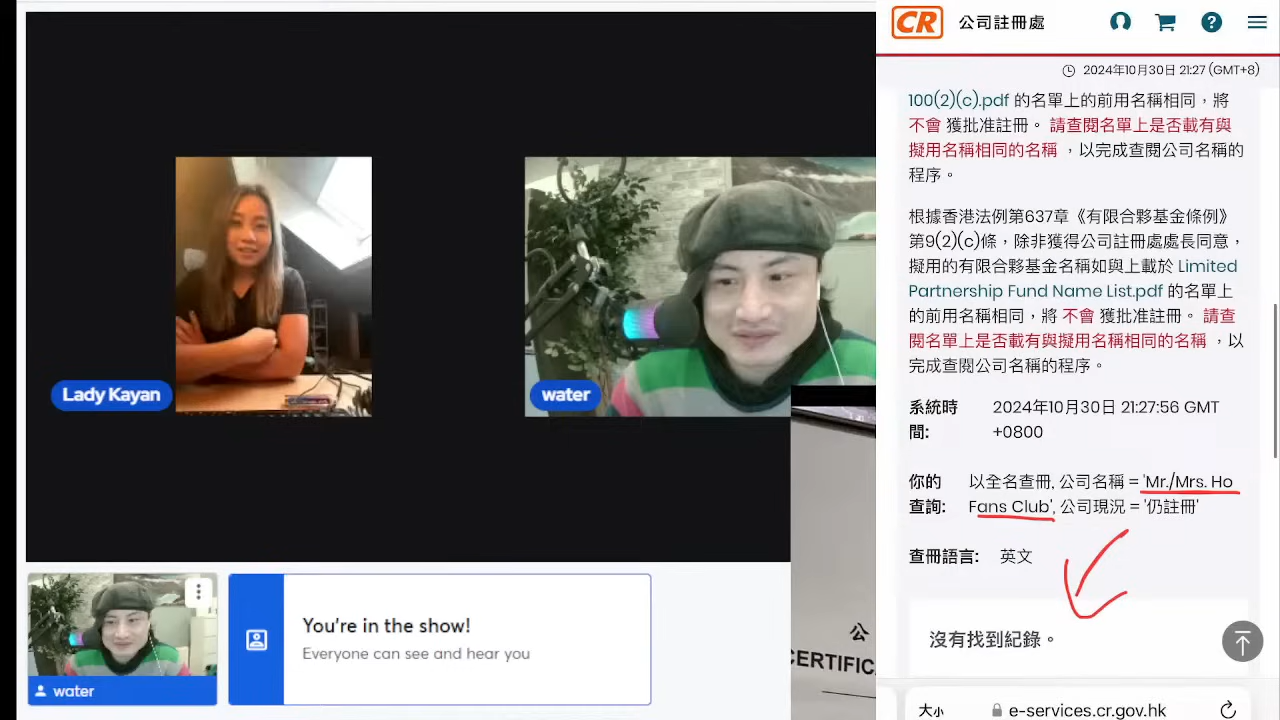 Lady Kayan
water
You're in the show!
Everyone can see and hear you
water
公
CERTIFIC
CR 公司註冊處
2024年10月30日 21:27 (GMT+8)
100(2)(c).pdf 的名單上的前用名稱相同，將
不會 獲批准註冊。 請查閱名單上是否載有與
擬用名稱相同的名稱 ，以完成查閱公司名稱的
程序。
根據香港法例第637章《有限合夥基金條例》
第9(2)(c)條，除非獲得公司註冊處處長同意，
擬用的有限合夥基金名稱如與上載於 Limited
Partnership Fund Name List.pdf 的名單上
的前用名稱相同，將 不會 獲批准註冊。 請查
閱名單上是否載有與擬用名稱相同的名稱 ，以
完成查閱公司名稱的程序。
系統時 2024年10月30日 21:27:56 GMT
間: +0800
你的 以全名查冊, 公司名稱 = 'Mr./Mrs. Ho
查詢: Fans Club', 公司現況 = '仍註冊'
查冊語言: 英文
沒有找到紀錄。
大小 e-services.cr.gov.hk